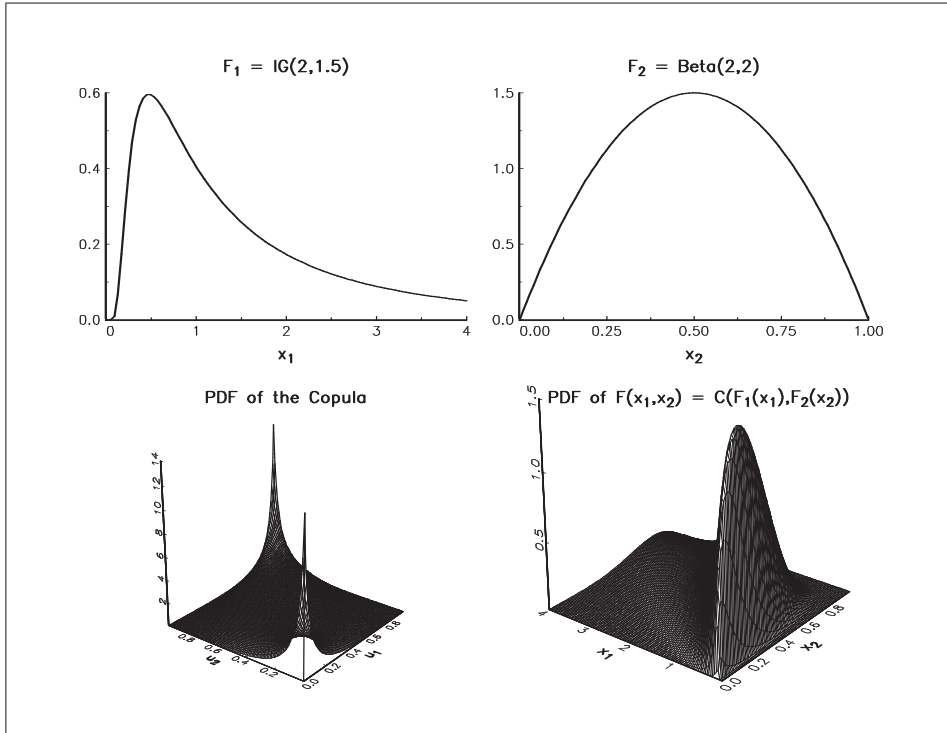 F₁ = IG(2,1.5)
0.6
0.4
0.2
0.0
0 1 2 3 4
x₁
F₂ = Beta(2,2)
1.5
1.0
0.5
0.0
0.00 0.25 0.50 0.75 1.00
x₂
PDF of the Copula
14
12
10
8
6
4
2
0.8 0.6 0.4 0.2
u₂
0.0 0.2 0.4 0.6 0.8
u₁
PDF of F(x₁,x₂) = C(F₁(x₁),F₂(x₂))
1.5
1.0
0.5
4 3 2 1
x₁
0.0 0.2 0.4 0.6 0.8
x₂